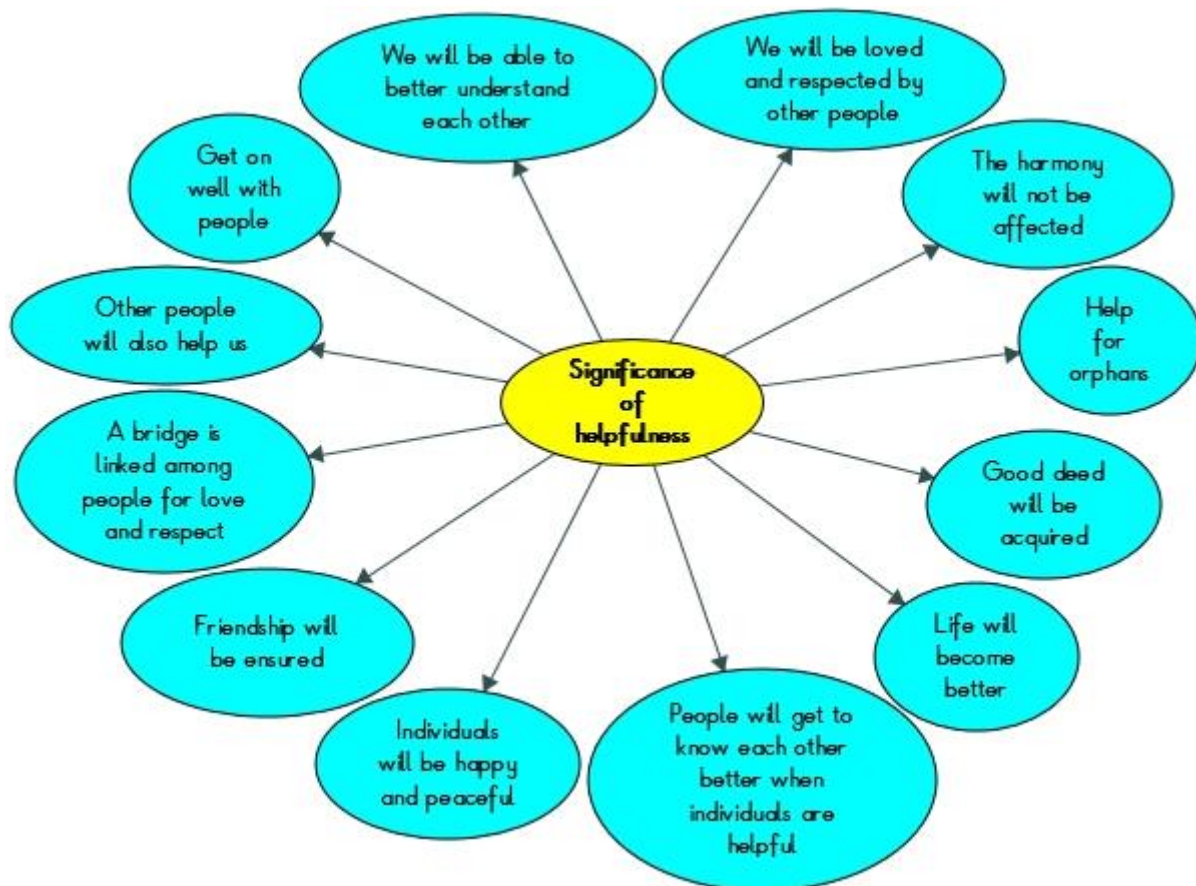 We will be able to
better understand
each other
We will be loved
and respected by
other people
Get on
well with
people
The harmony
will not be
affected
Other people
will also help us
Help
for
orphans
Significance
of
helpfulness
A bridge is
linked among
people for love
and respect
Good deed
will be
acquired
Friendship will
be ensured
Life will
become
better
Individuals
will be happy
and peaceful
People will get to
know each other
better when
individuals are
helpful